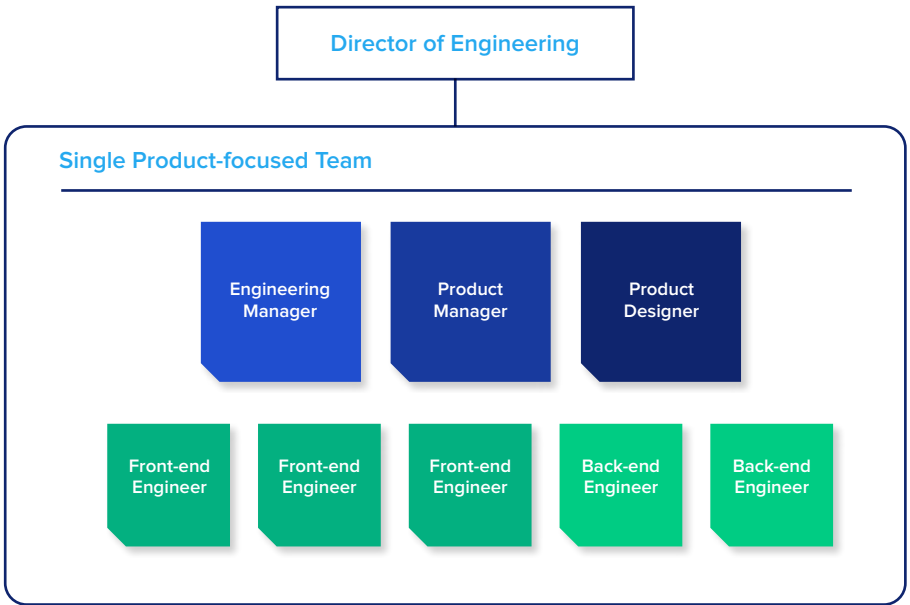 Director of Engineering
Single Product-focused Team
Engineering
Manager
Product
Manager
Product
Designer
Front-end
Engineer
Front-end
Engineer
Front-end
Engineer
Back-end
Engineer
Back-end
Engineer